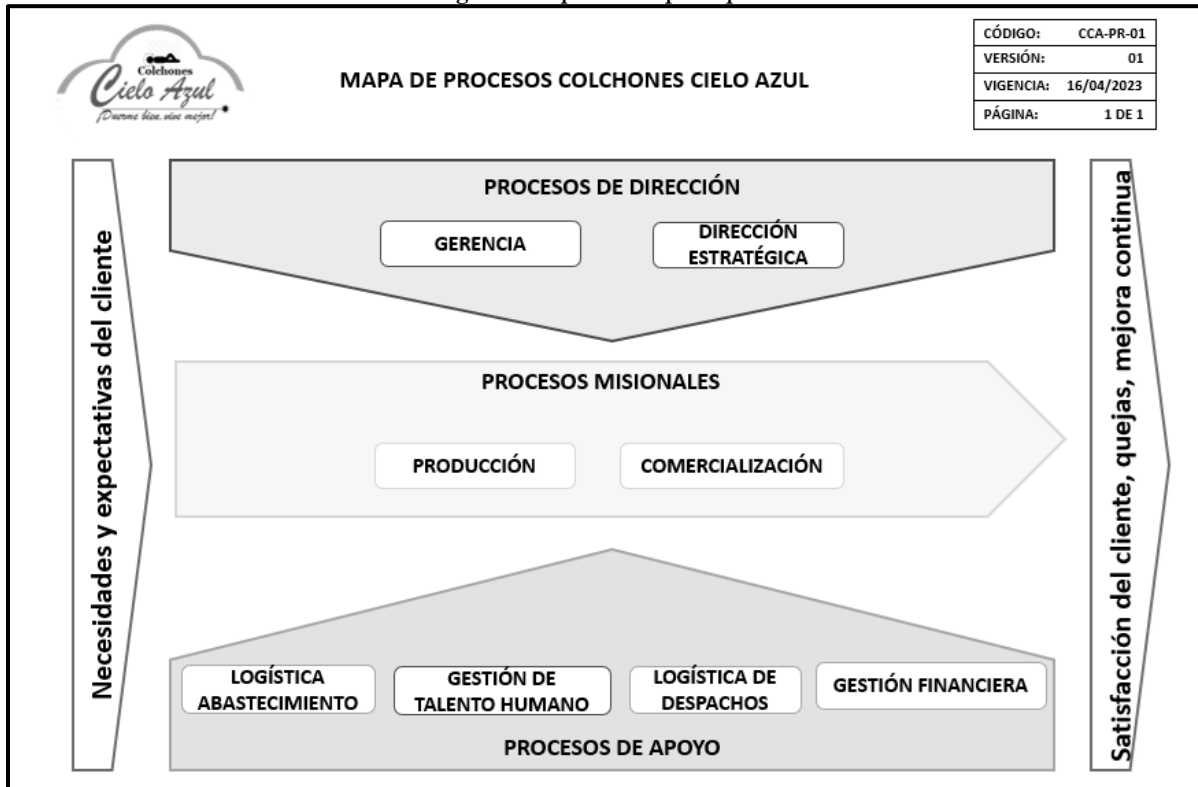 Colchones
Cielo Azul
¡Duerme bien, vive mejor!
MAPA DE PROCESOS COLCHONES CIELO AZUL
CÓDIGO: CCA-PR-01
VERSIÓN: 01
VIGENCIA: 16/04/2023
PÁGINA: 1 DE 1
Necesidades y expectativas del cliente
PROCESOS DE DIRECCIÓN
GERENCIA
DIRECCIÓN
ESTRATÉGICA
PROCESOS MISIONALES
PRODUCCIÓN
COMERCIALIZACIÓN
LOGÍSTICA
ABASTECIMIENTO
GESTIÓN DE
TALENTO HUMANO
LOGÍSTICA DE
DESPACHOS
GESTIÓN FINANCIERA
PROCESOS DE APOYO
Satisfacción del cliente, quejas, mejora continua